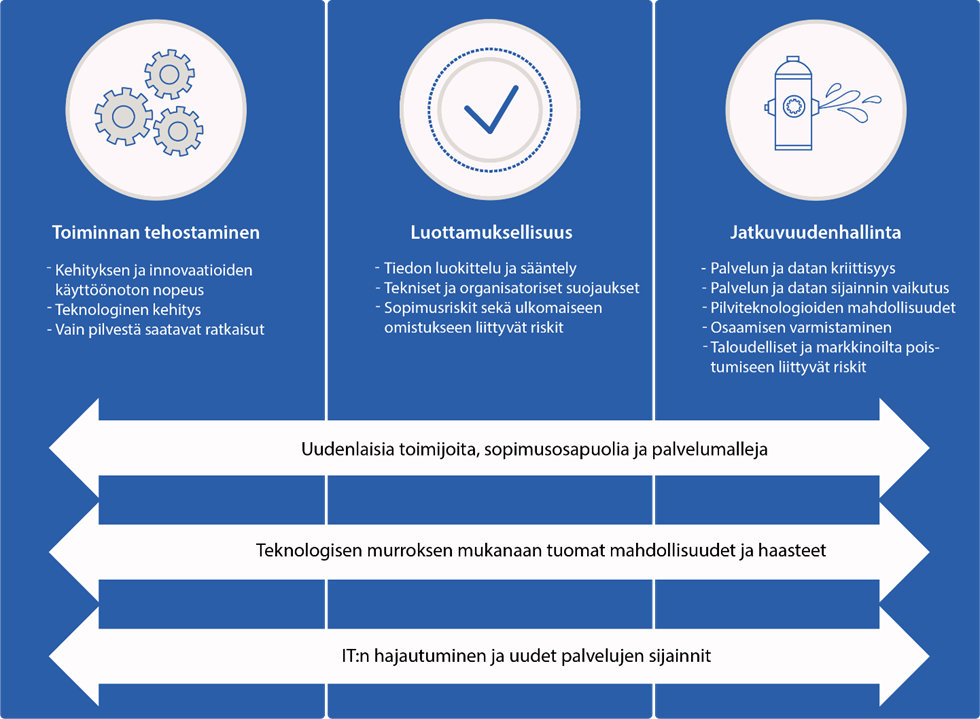 Toiminnan tehostaminen
- Kehityksen ja innovaatioiden
käyttöönoton nopeus
- Teknologinen kehitys
- Vain pilvestä saatavat ratkaisut
Luottamuksellisuus
- Tiedon luokittelu ja sääntely
- Tekniset ja organisatoriset suojaukset
- Sopimusriskit sekä ulkomaiseen
omistukseen liittyvät riskit
Jatkuvuudenhallinta
- Palvelun ja datan kriittisyys
- Palvelun ja datan sijainnin vaikutus
- Pilviteknologioiden mahdollisuudet
- Osaamisen varmistaminen
- Taloudelliset ja markkinoilta pois-
tumiseen liittyvät riskit
Uudenlaisia toimijoita, sopimusosapuolia ja palvelumalleja
Teknologisen murroksen mukanaan tuomat mahdollisuudet ja haasteet
IT:n hajautuminen ja uudet palvelujen sijainnit